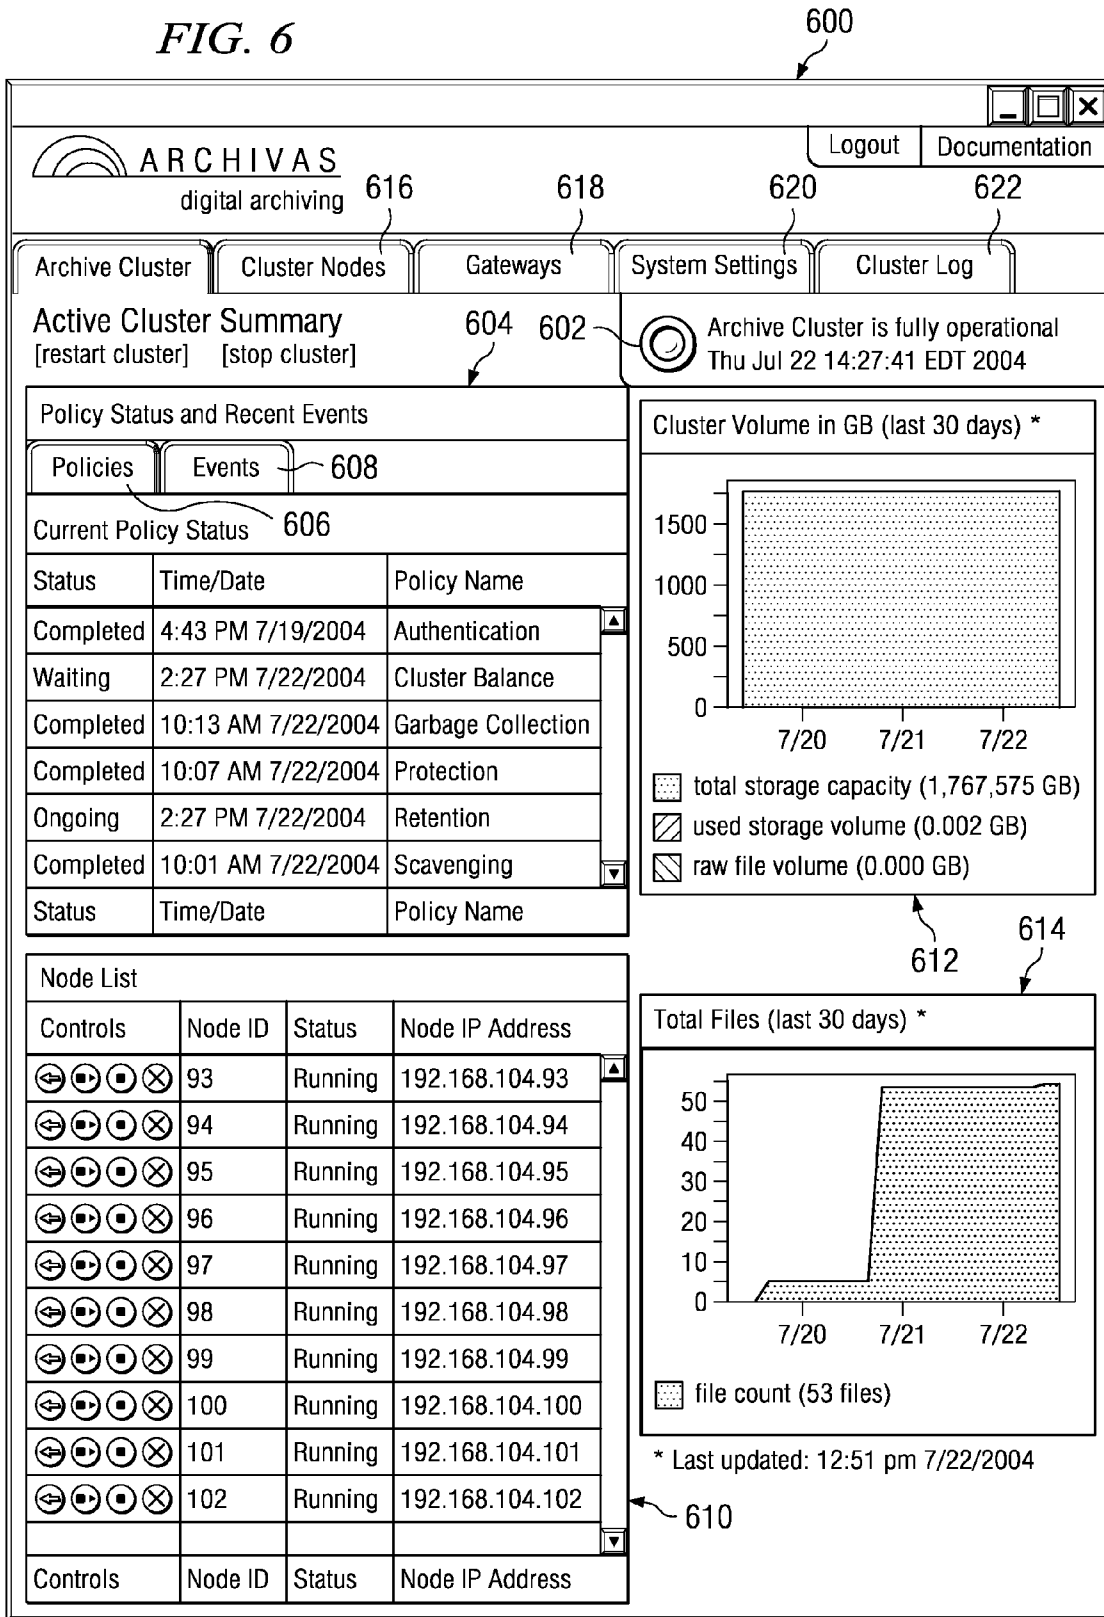 FIG. 6
600
Logout Documentation
ARCHIVAS
digital archiving
616 618 620 622
Archive Cluster Cluster Nodes Gateways System Settings Cluster Log
Active Cluster Summary
[restart cluster] [stop cluster]
604 602
Archive Cluster is fully operational
Thu Jul 22 14:27:41 EDT 2004
Policy Status and Recent Events
Policies Events 608
606
Current Policy Status
Status Time/Date Policy Name
Completed 4:43 PM 7/19/2004 Authentication
Waiting 2:27 PM 7/22/2004 Cluster Balance
Completed 10:13 AM 7/22/2004 Garbage Collection
Completed 10:07 AM 7/22/2004 Protection
Ongoing 2:27 PM 7/22/2004 Retention
Completed 10:01 AM 7/22/2004 Scavenging
Status Time/Date Policy Name
Cluster Volume in GB (last 30 days) *
1500
1000
500
0
7/20 7/21 7/22
total storage capacity (1,767,575 GB)
used storage volume (0.002 GB)
raw file volume (0.000 GB)
612
614
Node List
Controls Node ID Status Node IP Address
93 Running 192.168.104.93
94 Running 192.168.104.94
95 Running 192.168.104.95
96 Running 192.168.104.96
97 Running 192.168.104.97
98 Running 192.168.104.98
99 Running 192.168.104.99
100 Running 192.168.104.100
101 Running 192.168.104.101
102 Running 192.168.104.102
Controls Node ID Status Node IP Address
610
Total Files (last 30 days) *
50
40
30
20
10
0
7/20 7/21 7/22
file count (53 files)
* Last updated: 12:51 pm 7/22/2004